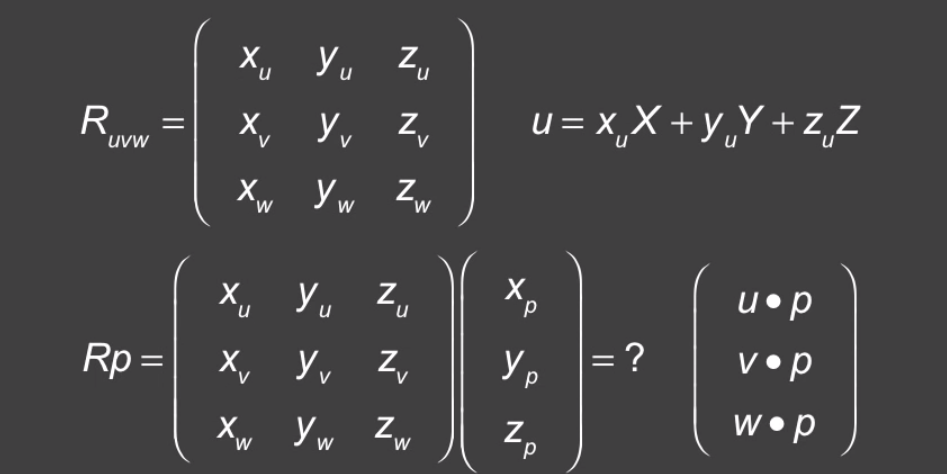 R_uvw = ( x_u y_u z_u
x_v y_v z_v
x_w y_w z_w ) u = x_u X + y_u Y + z_u Z
Rp = ( x_u y_u z_u
x_v y_v z_v
x_w y_w z_w ) ( x_p
y_p
z_p ) = ? ( u • p
v • p
w • p )